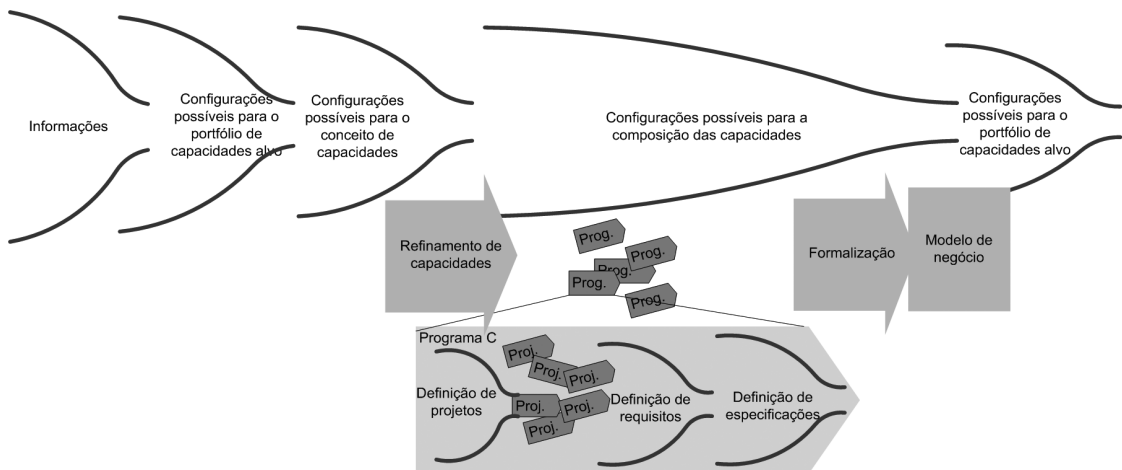 Informações
Configurações
possíveis para o
portfólio de
capacidades alvo
Configurações
possíveis para o
conceito de
capacidades
Configurações possíveis para a
composição das capacidades
Configurações
possíveis para o
portfólio de
capacidades alvo
Refinamento de
capacidades
Prog.
Prog.
Prog.
Prog.
Prog.
Formalização
Modelo de
negócio
Programa C
Definição de
projetos
Proj.
Proj.
Proj.
Proj.
Proj.
Proj.
Definição de
requisitos
Definição de
especificações